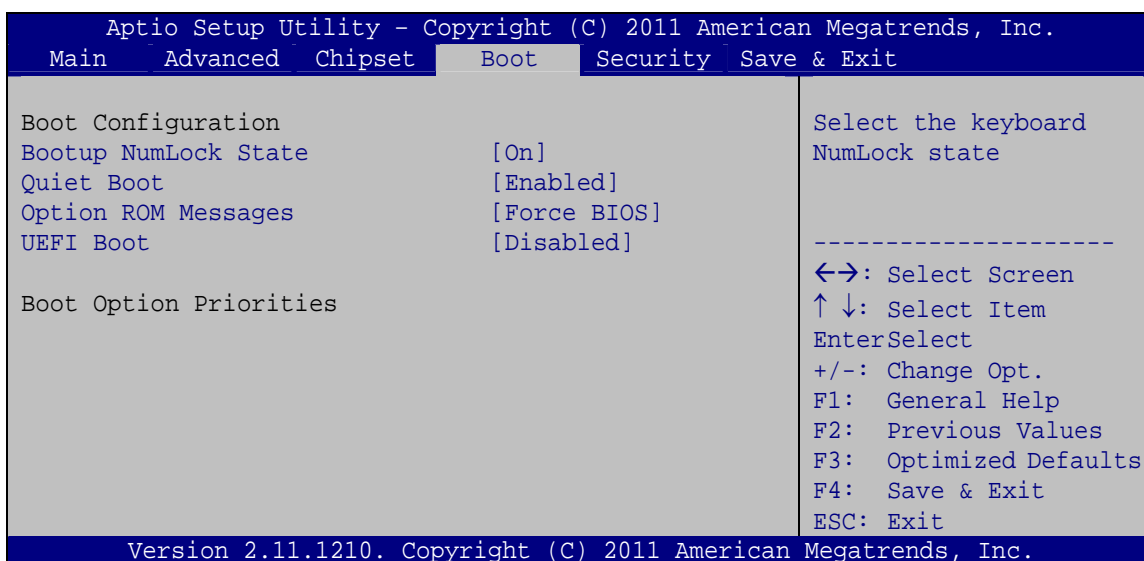 Aptio Setup Utility – Copyright (C) 2011 American Megatrends, Inc.
Main Advanced Chipset Boot Security Save & Exit
Boot Configuration
Bootup NumLock State [On]
Quiet Boot [Enabled]
Option ROM Messages [Force BIOS]
UEFI Boot [Disabled]
Boot Option Priorities
Select the keyboard
NumLock state
---------------------
←→: Select Screen
↑ ↓: Select Item
EnterSelect
+/-: Change Opt.
F1: General Help
F2: Previous Values
F3: Optimized Defaults
F4: Save & Exit
ESC: Exit
Version 2.11.1210. Copyright (C) 2011 American Megatrends, Inc.